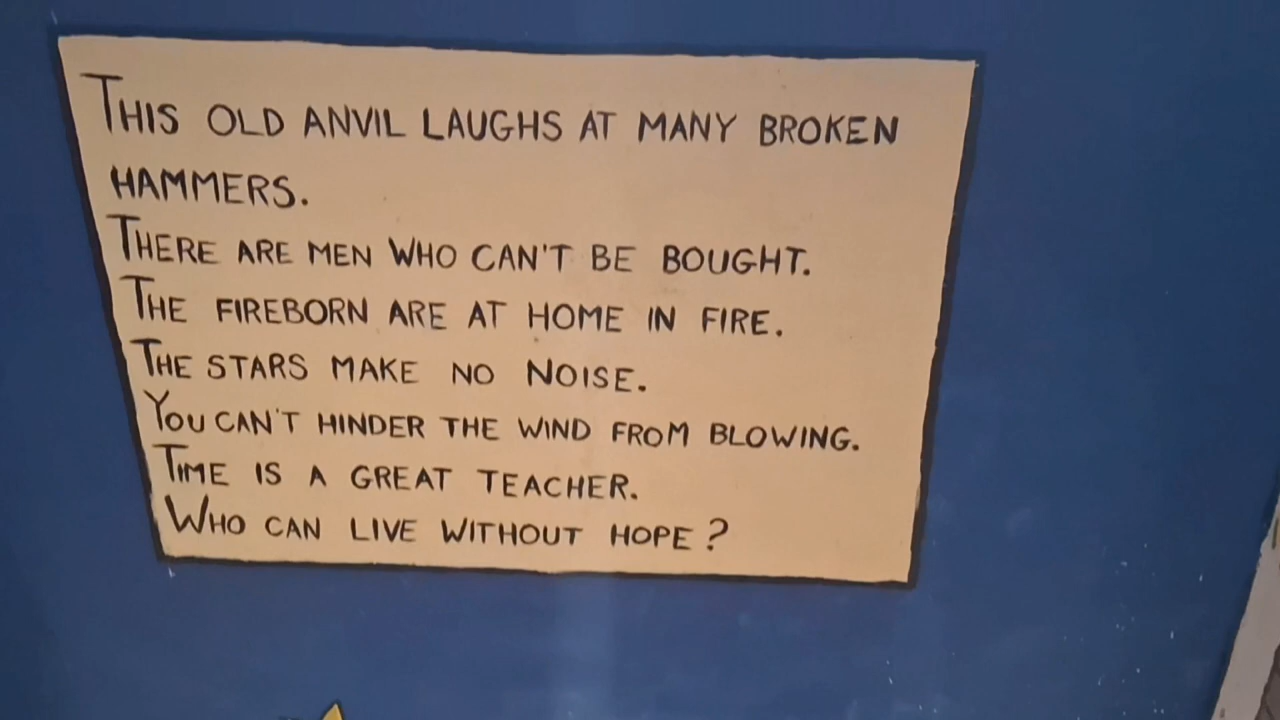 THIS OLD ANVIL LAUGHS AT MANY BROKEN
HAMMERS.
THERE ARE MEN WHO CAN'T BE BOUGHT.
THE FIREBORN ARE AT HOME IN FIRE.
THE STARS MAKE NO NOISE.
YOU CAN'T HINDER THE WIND FROM BLOWING.
TIME IS A GREAT TEACHER.
WHO CAN LIVE WITHOUT HOPE?